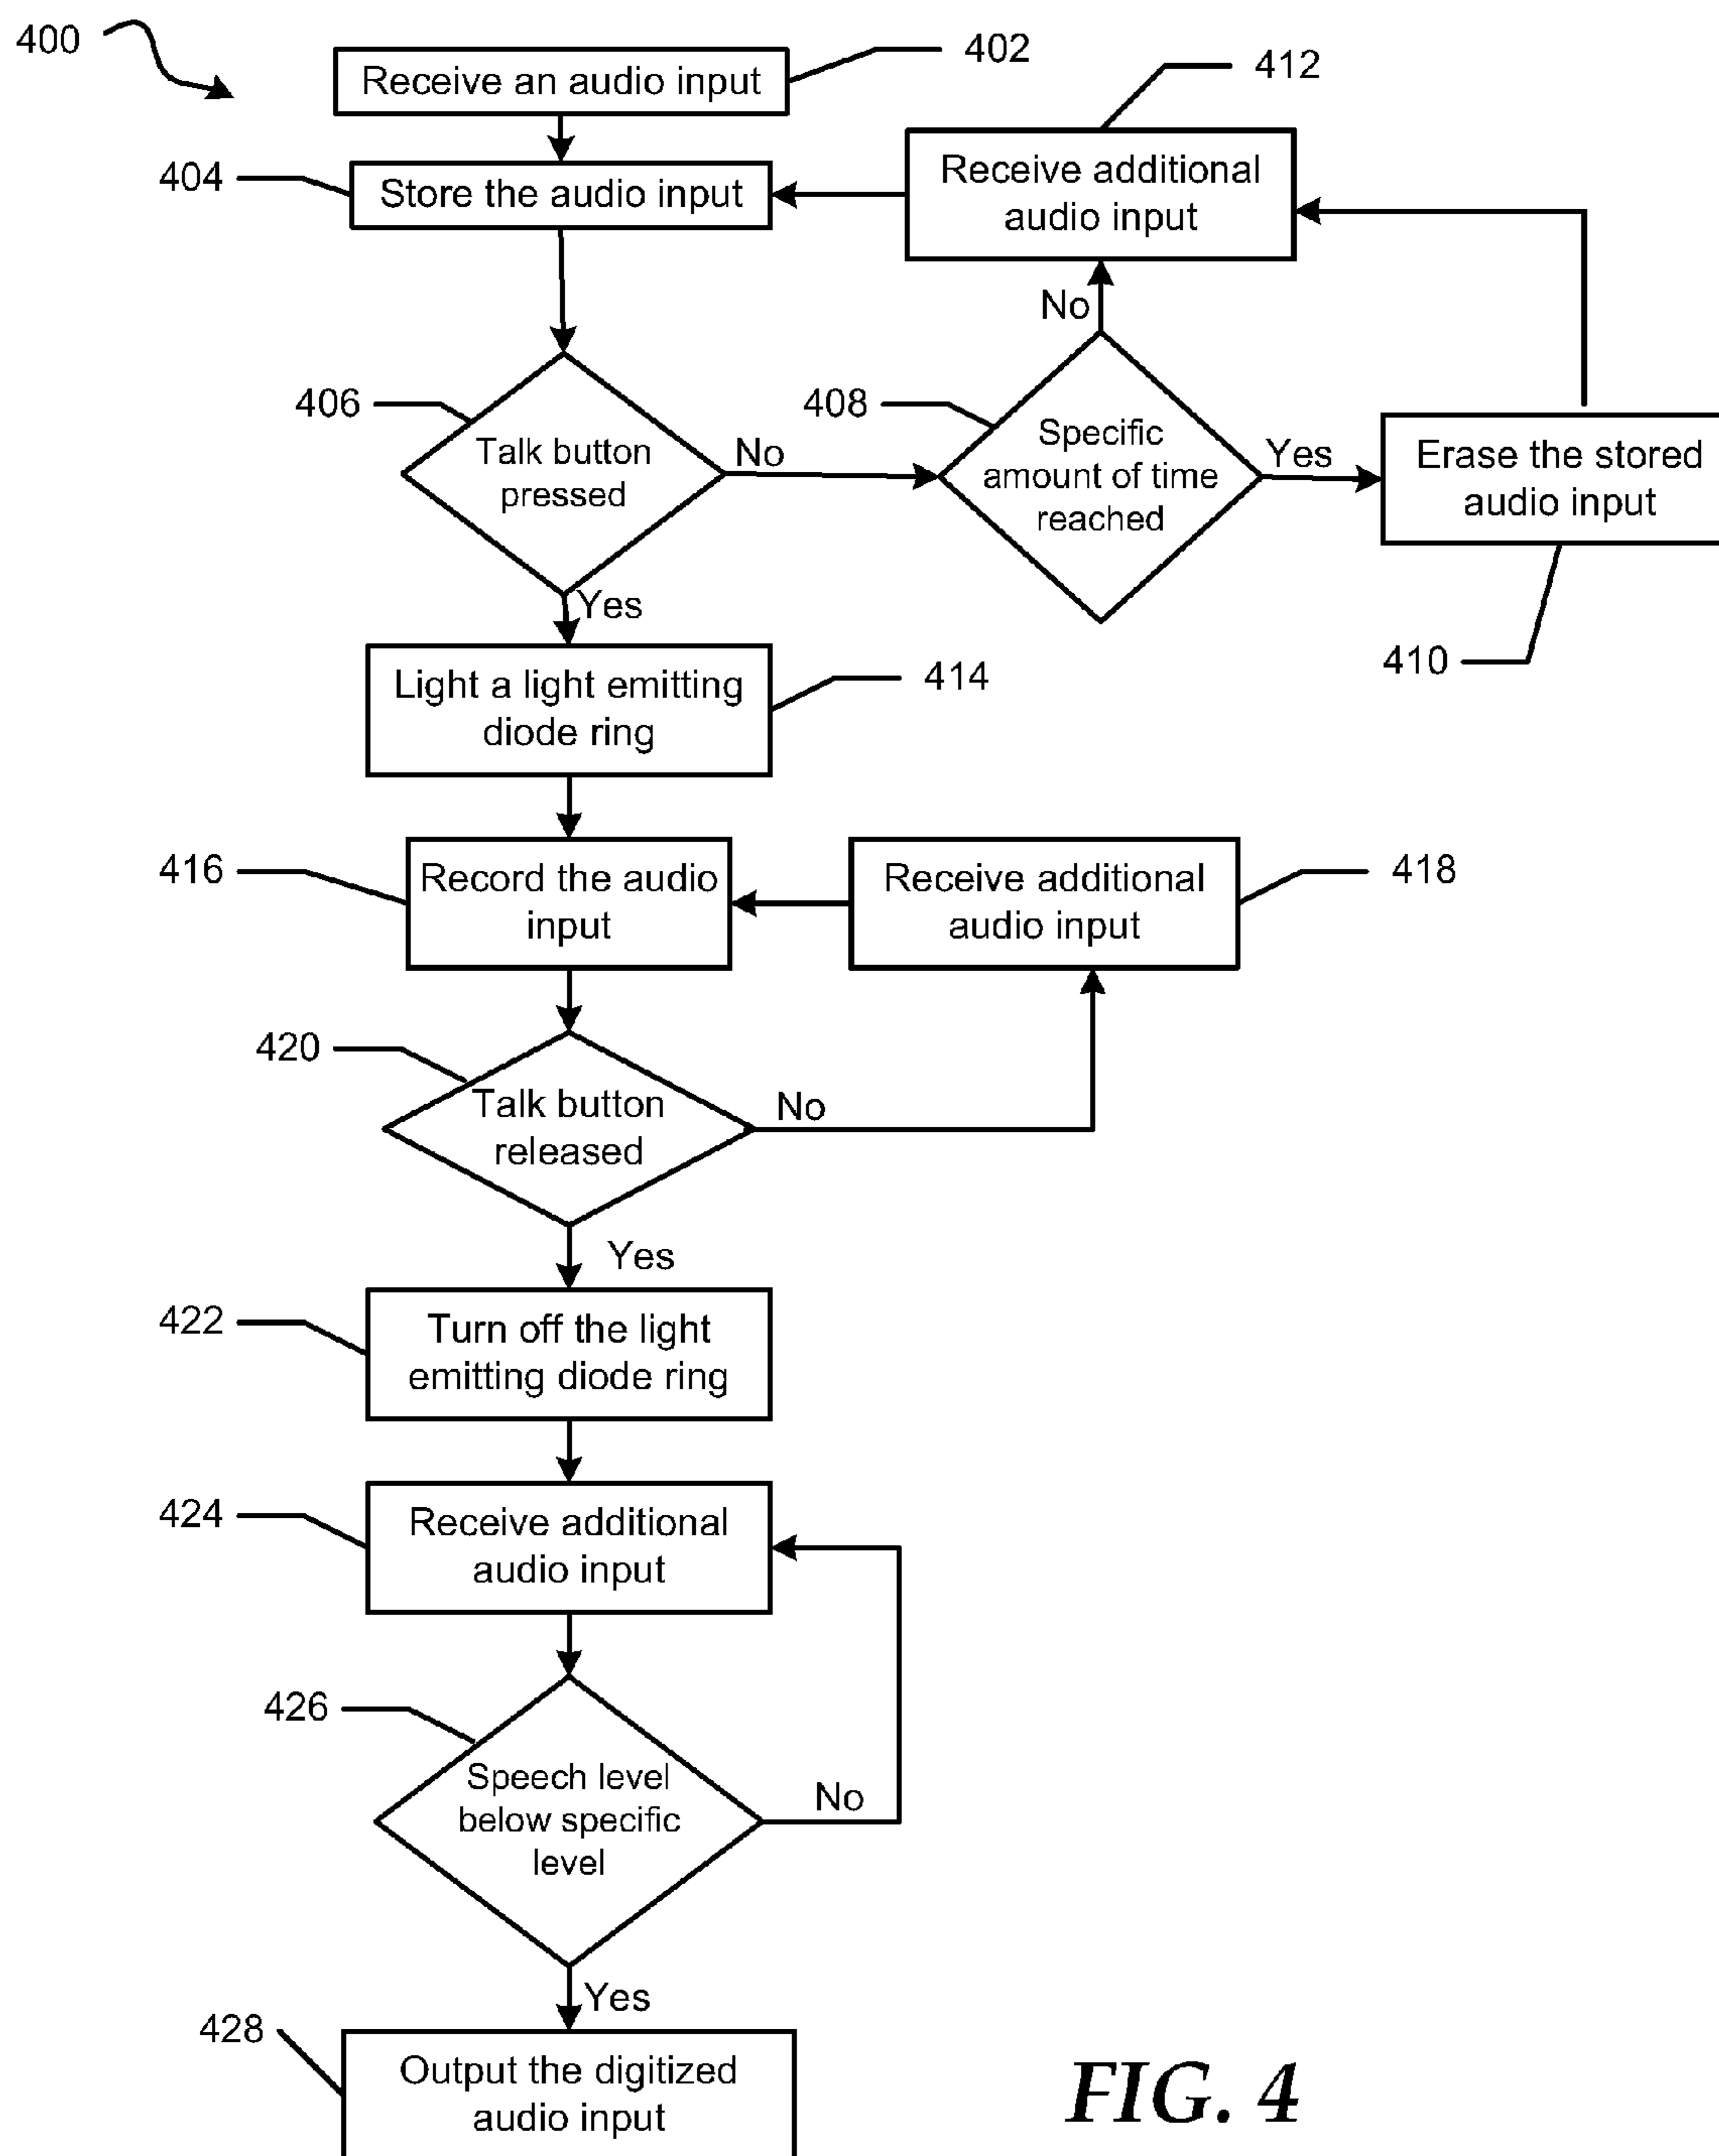 400
Receive an audio input
402
412
404
Store the audio input
Receive additional
audio input
No
406
Talk button
pressed
No
408
Specific
amount of time
reached
Yes
Erase the stored
audio input
410
Yes
Light a light emitting
diode ring
414
416
Record the audio
input
Receive additional
audio input
418
420
Talk button
released
No
Yes
422
Turn off the light
emitting diode ring
424
Receive additional
audio input
426
Speech level
below specific
level
No
Yes
428
Output the digitized
audio input
FIG. 4